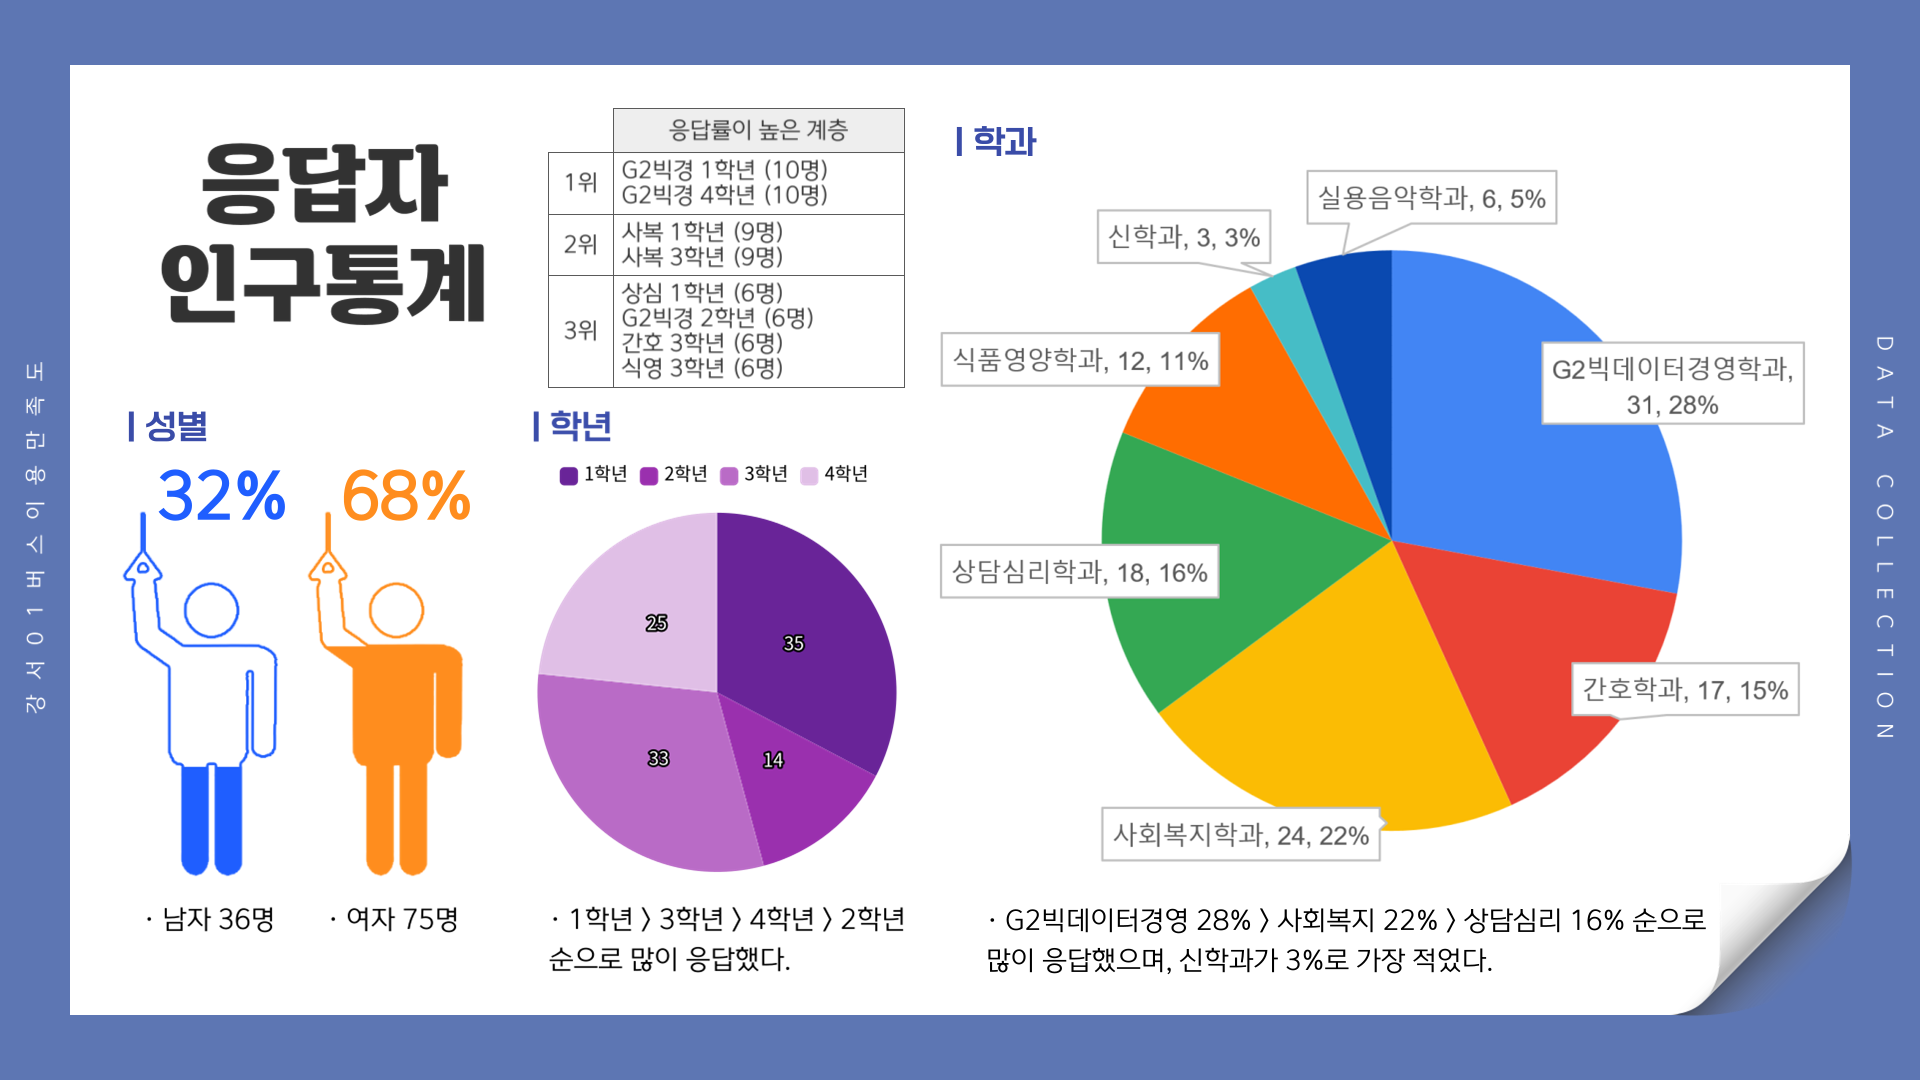 응답자
인구통계
응답률이 높은 계층
1위
G2빅경 1학년 (10명)
G2빅경 4학년 (10명)
2위
사복 1학년 (9명)
사복 3학년 (9명)
3위
상심 1학년 (6명)
G2빅경 2학년 (6명)
간호 3학년 (6명)
식영 3학년 (6명)
| 성별
32%
68%
· 남자 36명
· 여자 75명
| 학년
1학년 2학년 3학년 4학년
35
14
33
25
· 1학년 > 3학년 > 4학년 > 2학년
순으로 많이 응답했다.
| 학과
실용음악학과, 6, 5%
신학과, 3, 3%
식품영양학과, 12, 11%
G2빅데이터경영학과,
31, 28%
상담심리학과, 18, 16%
간호학과, 17, 15%
사회복지학과, 24, 22%
· G2빅데이터경영 28% > 사회복지 22% > 상담심리 16% 순으로
많이 응답했으며, 신학과가 3%로 가장 적었다.
강서01버스이용만족도
DATA COLLECTION